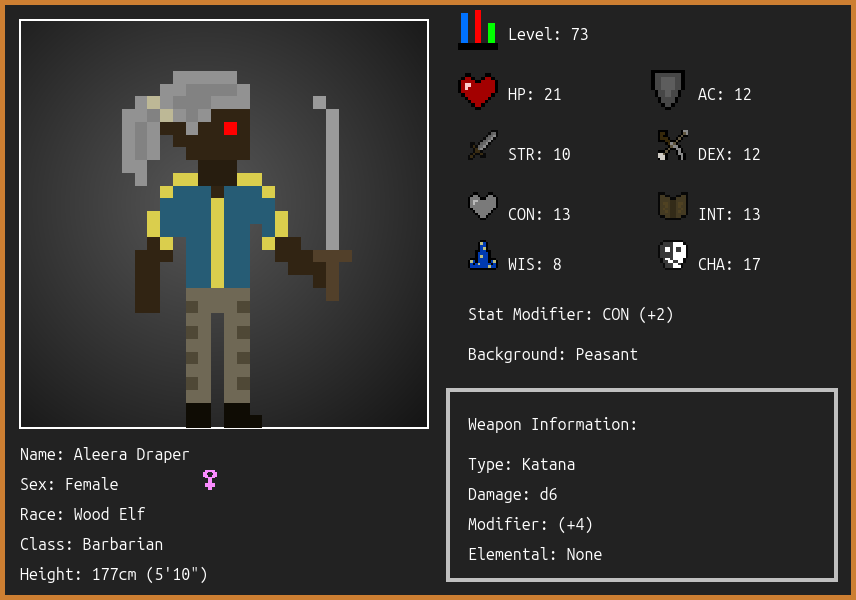 Level: 73
HP: 21
AC: 12
STR: 10
DEX: 12
CON: 13
INT: 13
WIS: 8
CHA: 17
Stat Modifier: CON (+2)
Background: Peasant
Weapon Information:
Type: Katana
Damage: d6
Modifier: (+4)
Elemental: None
Name: Aleera Draper
Sex: Female
Race: Wood Elf
Class: Barbarian
Height: 177cm (5'10")